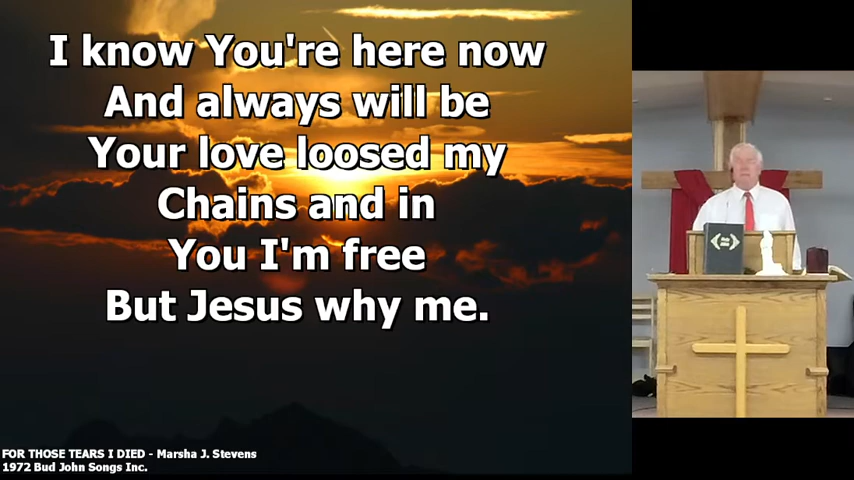 I know You're here now
And always will be
Your love loosed my
Chains and in
You I'm free
But Jesus why me.
FOR THOSE TEARS I DIED - Marsha J. Stevens
1972 Bud John Songs Inc.